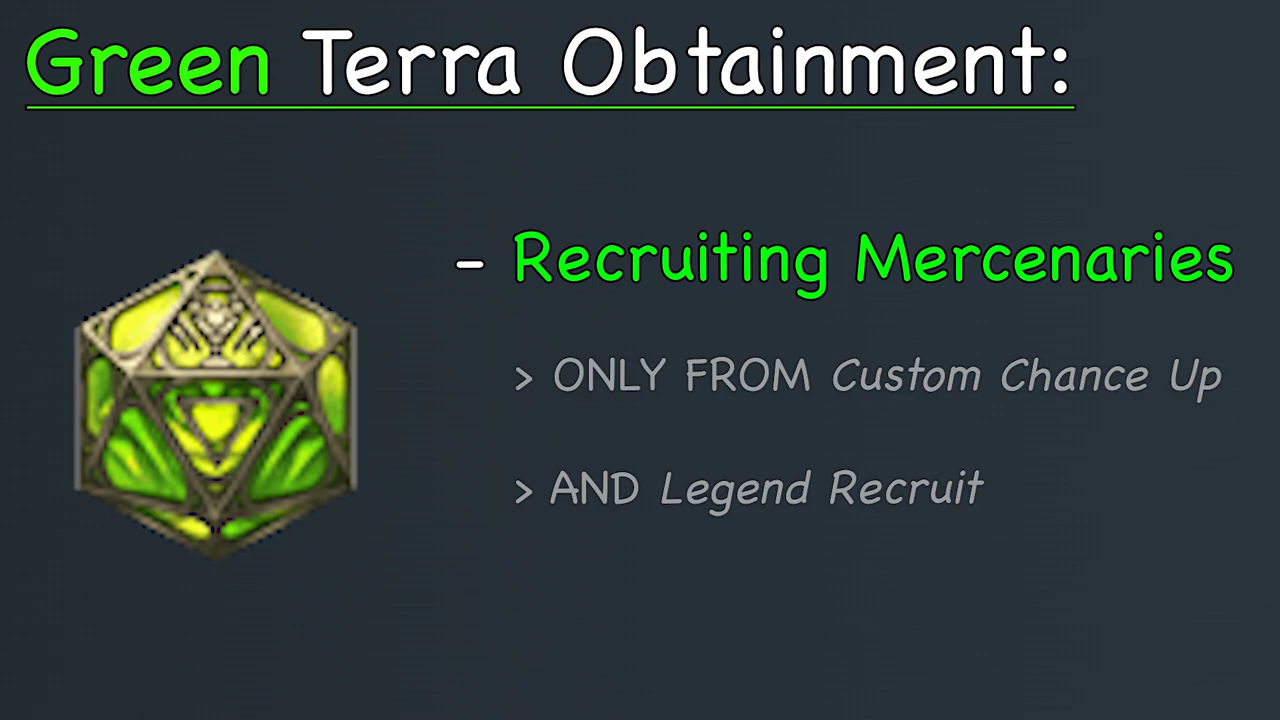 Green Terra Obtainment:
- Recruiting Mercenaries
> ONLY FROM Custom Chance Up
> AND Legend Recruit